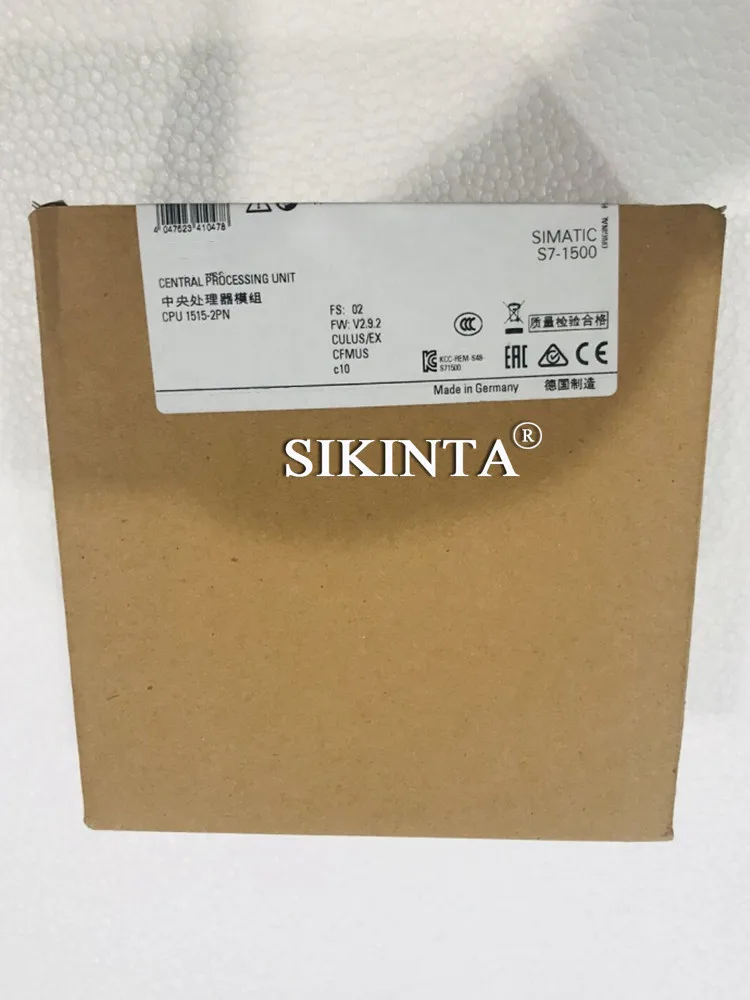 4 047623 410478
SIMATIC
S7-1500
ORIGINAL
CENTRAL PROCESSING UNIT
中央处理器模组
CPU 1515-2PN
FS: 02
FW: V2.9.2
CULUS/EX
CFMUS
c10
CCC
质量检验合格
KCC-REM-S49-
S71500
EAC
CE
Made in Germany
德国制造
SIKINTA®